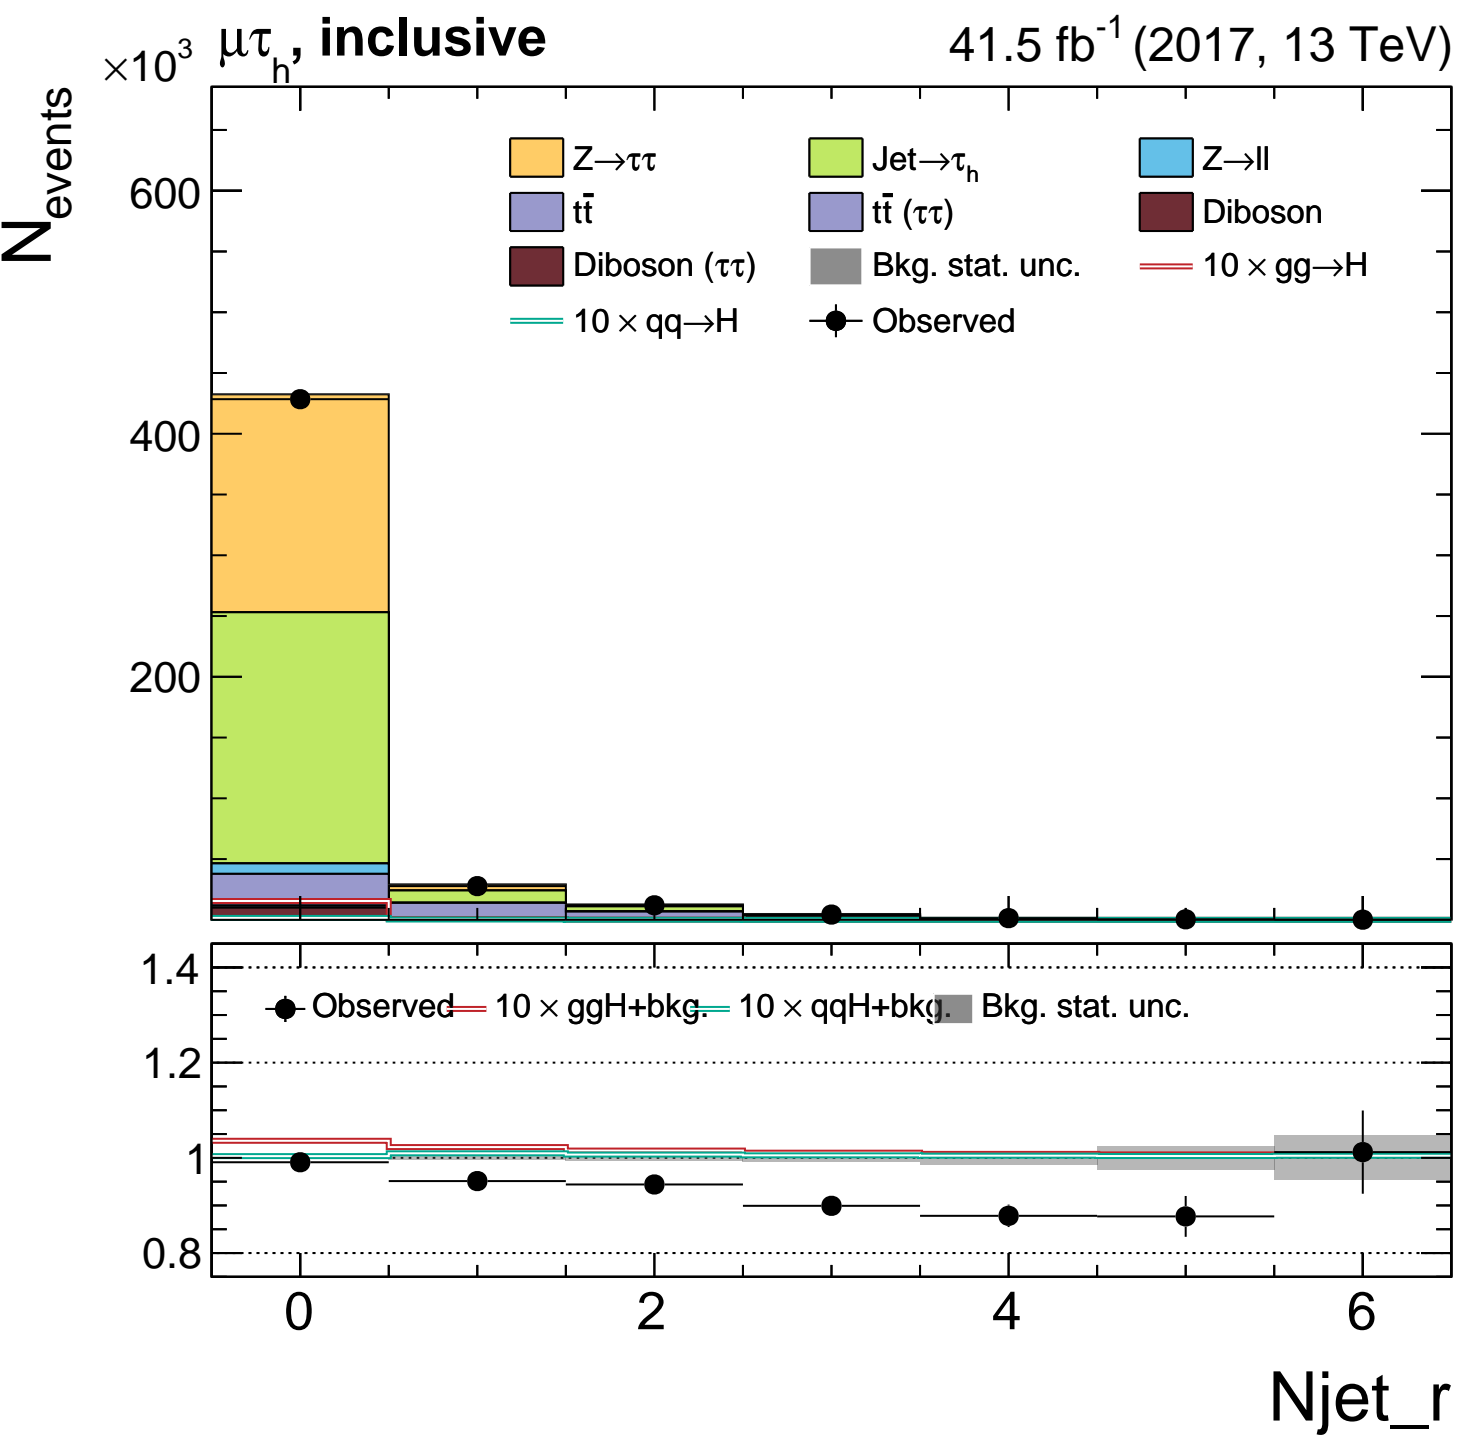 ×10³ μτₕ, inclusive 41.5 fb⁻¹ (2017, 13 TeV)
N_events
600
400
200
Z→ττ Jet→τₕ Z→ll
tt̄ tt̄ (ττ) Diboson
Diboson (ττ) Bkg. stat. unc. 10 × gg→H
10 × qq→H Observed
1.4
1.2
1
0.8
Observed 10 × ggH+bkg. 10 × qqH+bkg. Bkg. stat. unc.
0 2 4 6
Njet_r